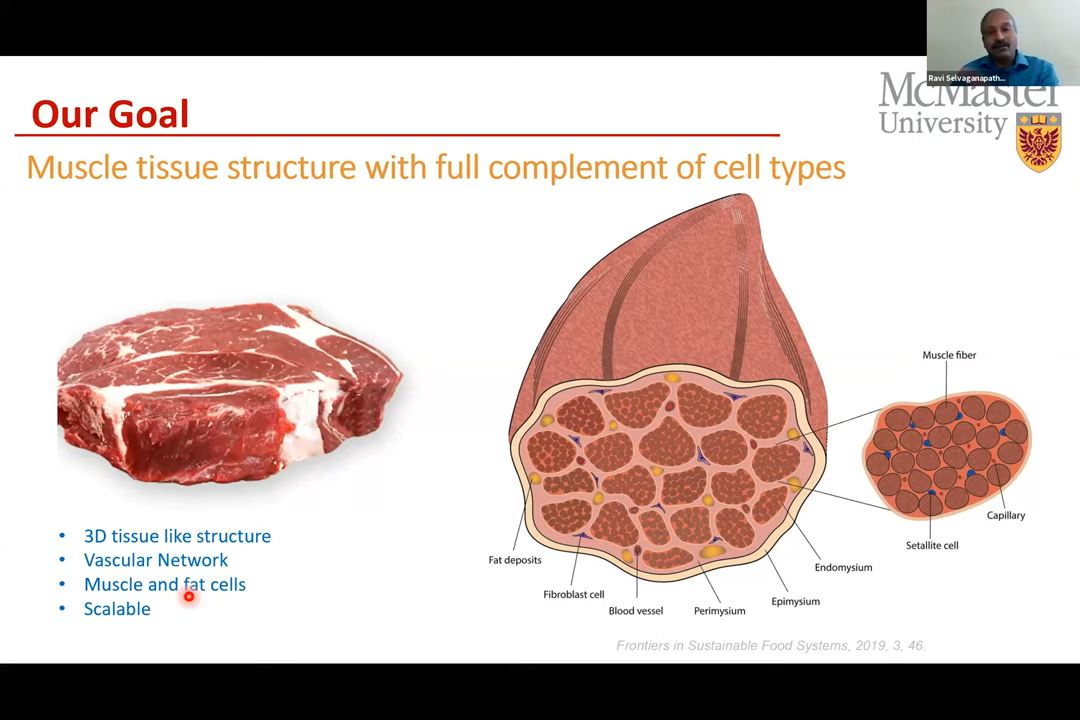 Ravi Selvaganapath...
McMaster
University
Our Goal
Muscle tissue structure with full complement of cell types
• 3D tissue like structure
• Vascular Network
• Muscle and fat cells
• Scalable
Muscle fiber
Capillary
Setallite cell
Fat deposits
Fibroblast cell
Blood vessel
Perimysium
Epimysium
Endomysium
Frontiers in Sustainable Food Systems, 2019, 3, 46.